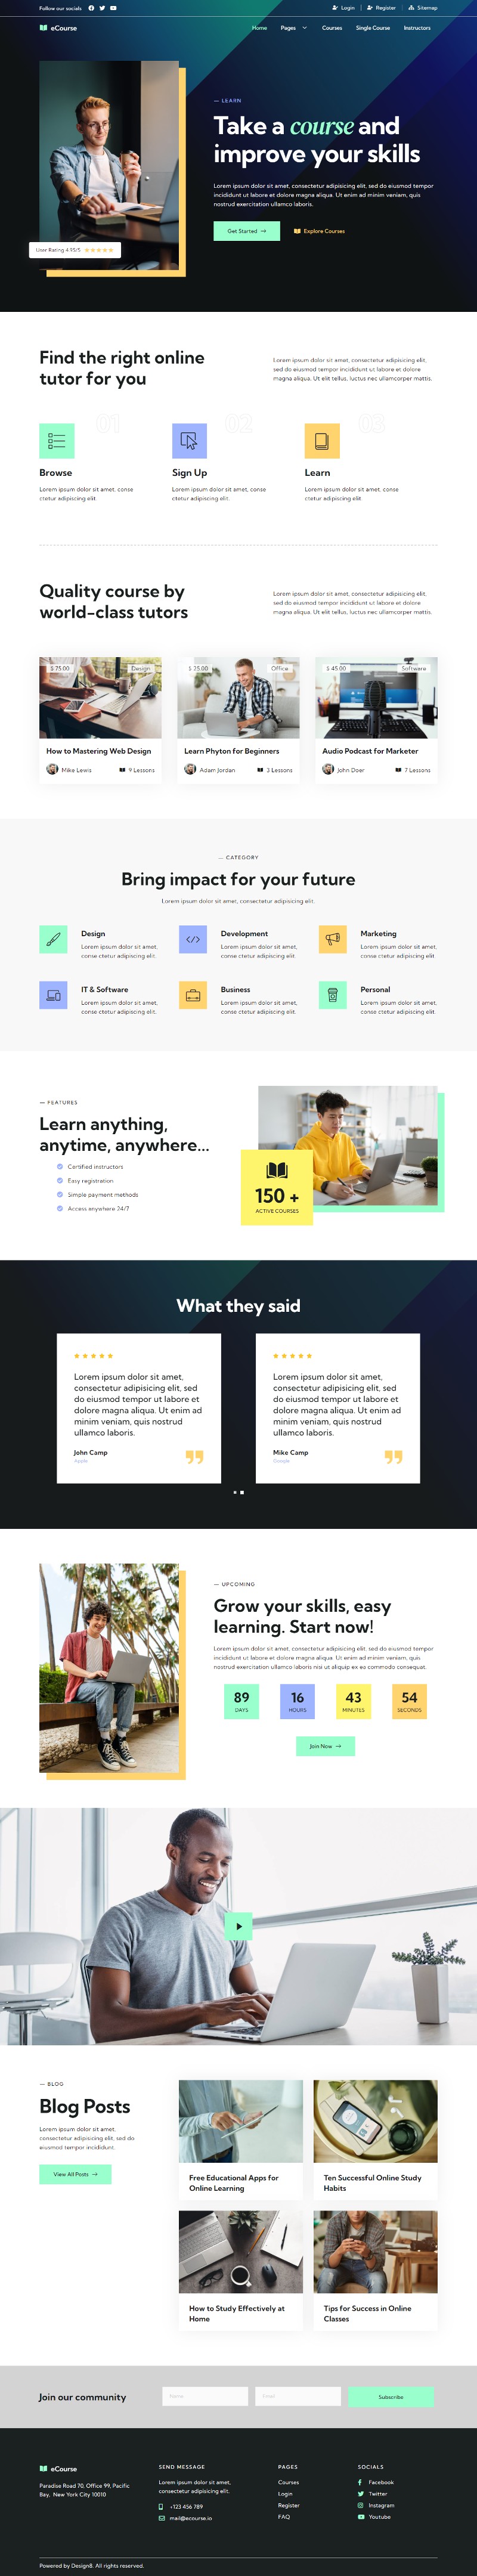 Follow our socials
Login
Register
Sitemap
eCourse
Home
Pages
Courses
Single Course
Instructors
— LEARN
Take a course and
improve your skills
Lorem ipsum dolor sit amet, consectetur adipisicing elit, sed do eiusmod tempor
incididunt ut labore et dolore magna aliqua. Ut enim ad minim veniam, quis
nostrud exercitation ullamco laboris.
Get Started →
Explore Courses
User Rating 4.95/5
Find the right online
tutor for you
Lorem ipsum dolor sit amet, consectetur adipisicing elit,
sed do eiusmod tempor incididunt ut labore et dolore
magna aliqua. Ut elit tellus, luctus nec ullamcorper mattis.
01
02
03
Browse
Lorem ipsum dolor sit amet, conse
ctetur adipiscing elit
Sign Up
Lorem ipsum dolor sit amet, conse
ctetur adipiscing elit.
Learn
Lorem ipsum dolor sit amet, conse
ctetur adipiscing elit
Quality course by
world-class tutors
Lorem ipsum dolor sit amet, consectetur adipisicing elit,
sed do eiusmod tempor incididunt ut labore et dolore
magna aliqua. Ut elit tellus, luctus nec ullamcorper mattis.
$ 75.00
Design
How to Mastering Web Design
Mike Lewis
9 Lessons
$ 25.00
Office
Learn Phyton for Beginners
Adam Jordan
3 Lessons
$ 45.00
Software
Audio Podcast for Marketer
John Doer
7 Lessons
— CATEGORY
Bring impact for your future
Lorem ipsum dolor sit amet, consectetur adipisicing elit.
Design
Lorem ipsum dolor sit amet,
conse ctetur adipiscing elit.
Development
Lorem ipsum dolor sit amet,
conse ctetur adipiscing elit.
Marketing
Lorem ipsum dolor sit amet,
conse ctetur adipiscing elit
IT & Software
Lorem ipsum dolor sit amet,
conse ctetur adipiscing elit.
Business
Lorem ipsum dolor sit amet,
conse ctetur adipiscing elit.
Personal
Lorem ipsum dolor sit amet,
conse ctetur adipiscing elit.
— FEATURES
Learn anything,
anytime, anywhere...
Certified instructors
Easy registration
Simple payment methods
Access anywhere 24/7
150 +
ACTIVE COURSES
What they said
Lorem ipsum dolor sit amet,
consectetur adipisicing elit, sed
do eiusmod tempor ut labore et
dolore magna aliqua. Ut enim ad
minim veniam, quis nostrud
ullamco laboris.
John Camp
Apple
Lorem ipsum dolor sit amet,
consectetur adipisicing elit, sed
do eiusmod tempor ut labore et
dolore magna aliqua. Ut enim ad
minim veniam, quis nostrud
ullamco laboris.
Mike Camp
Google
— UPCOMING
Grow your skills, easy
learning. Start now!
Lorem ipsum dolor sit amet, consectetur adipisicing elit, sed do eiusmod tempor
incididunt ut labore et dolore magna aliqua. Ut enim ad minim veniam, quis
nostrud exercitation ullamco laboris nisi ut aliquip ex ea commodo consequat.
89
DAYS
16
HOURS
43
MINUTES
54
SECONDS
Join Now →
— BLOG
Blog Posts
Lorem ipsum dolor sit amet,
consectetur adipisicing elit, sed do
eiusmod tempor incididunt.
View All Posts →
Free Educational Apps for
Online Learning
Ten Successful Online Study
Habits
How to Study Effectively at
Home
Tips for Success in Online
Classes
Join our community
Name
Email
Subscribe
eCourse
Paradise Road 70, Office 99, Pacific
Bay, New York City 10010
SEND MESSAGE
Lorem ipsum dolor sit amet,
consectetur adipisicing elit.
+123 456 789
mail@ecourse.io
PAGES
Courses
Login
Register
FAQ
SOCIALS
Facebook
Twitter
Instagram
Youtube
Powered by Design8. All rights reserved.